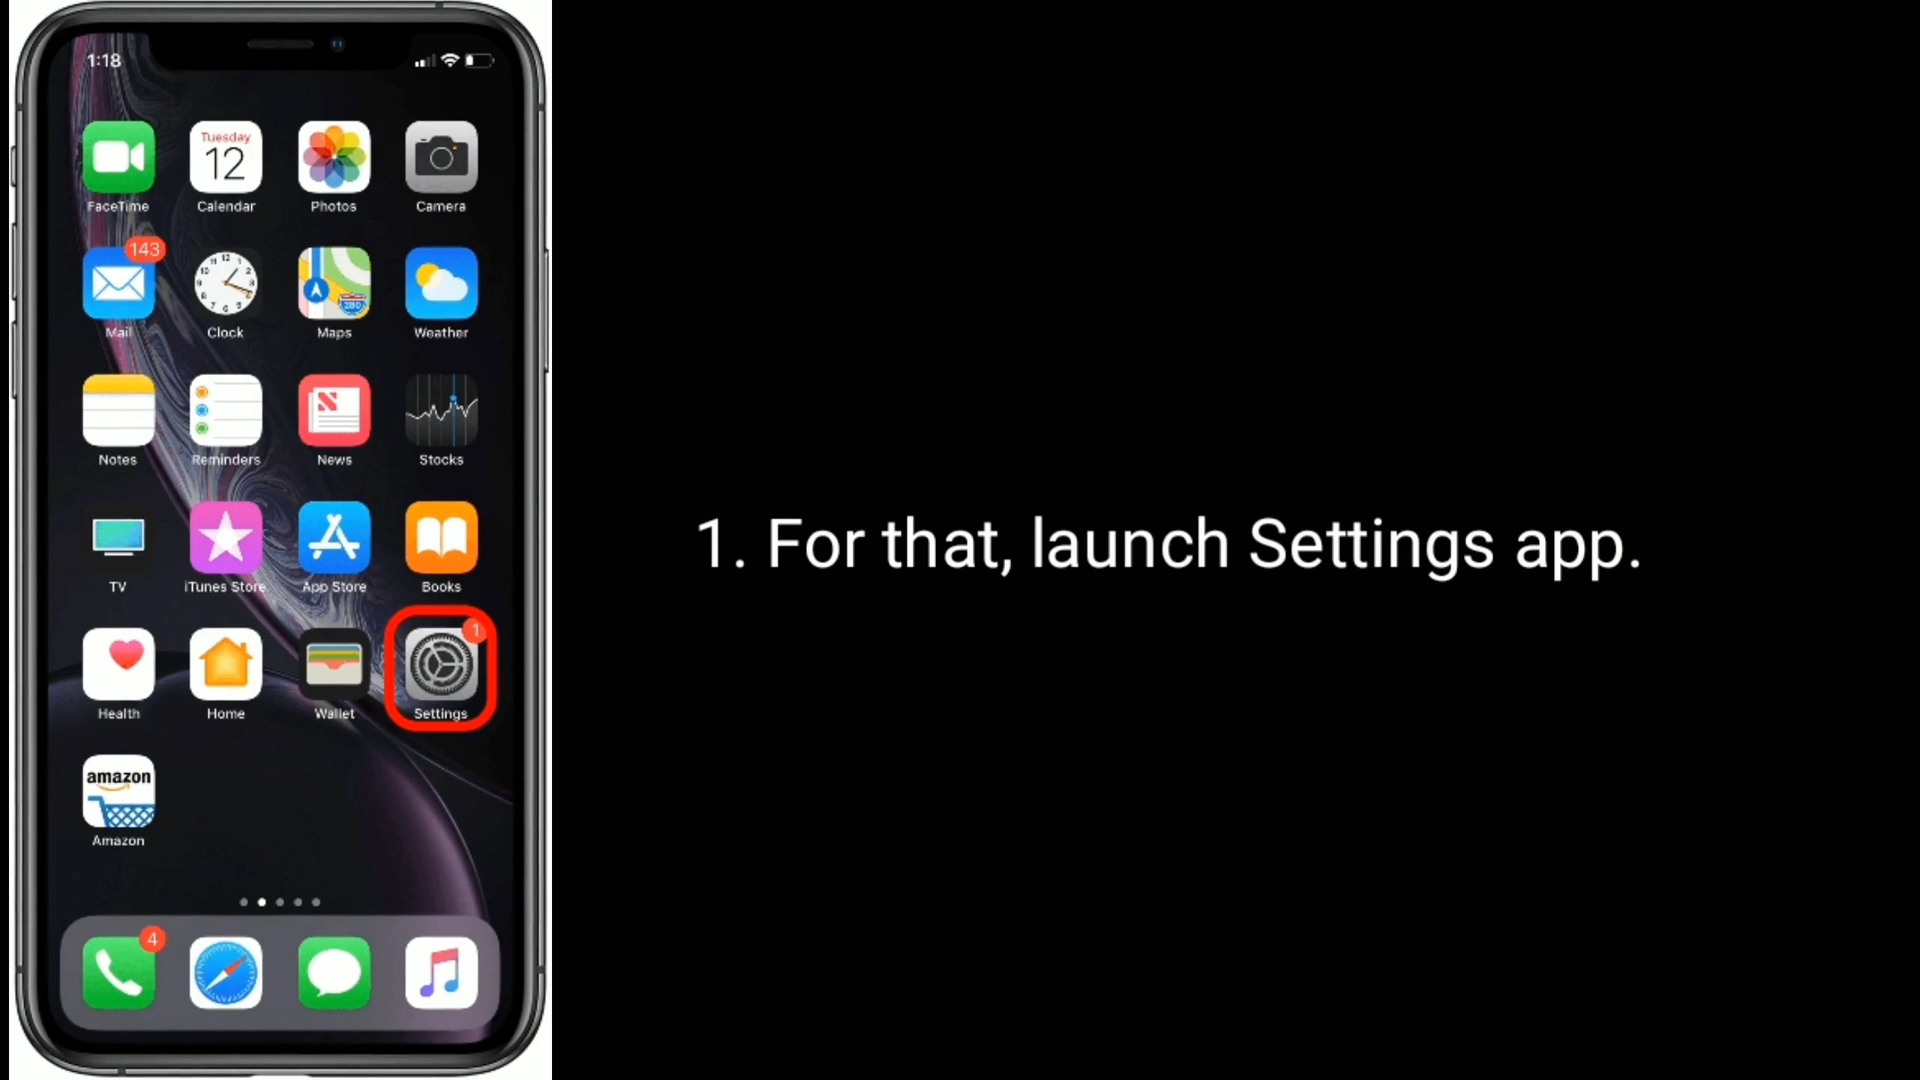 1:18
FaceTime
Tuesday
12
Calendar
Photos
Camera
143
Mail
Clock
280
Maps
Weather
Notes
Reminders
News
Stocks
TV
iTunes Store
App Store
Books
Health
Home
Wallet
1
Settings
amazon
Amazon
4
1. For that, launch Settings app.